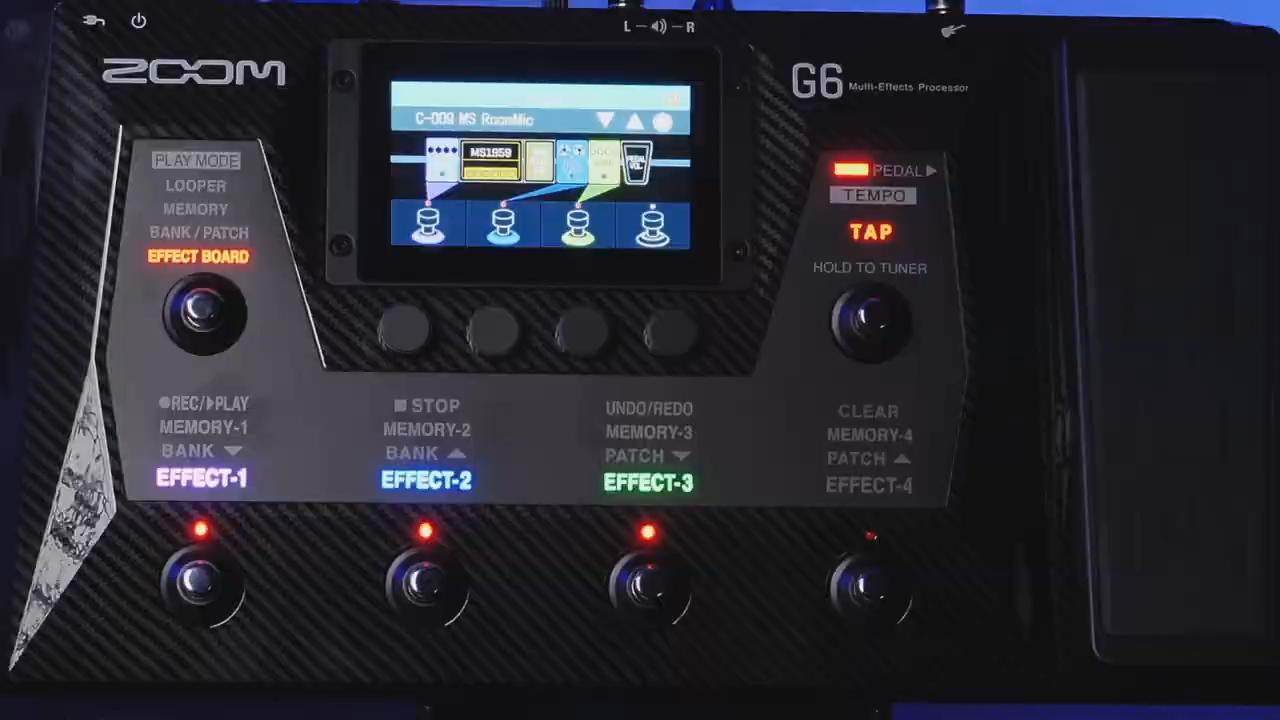 L R
ZOOM
G6 Multi-Effects Processor
C-009 MS RoomMic
MS1959
PEDAL VOL
PLAY MODE
LOOPER
MEMORY
BANK / PATCH
EFFECT BOARD
PEDAL
TEMPO
TAP
HOLD TO TUNER
REC/PLAY
MEMORY-1
BANK
EFFECT-1
STOP
MEMORY-2
BANK
EFFECT-2
UNDO/REDO
MEMORY-3
PATCH
EFFECT-3
CLEAR
MEMORY-4
PATCH
EFFECT-4